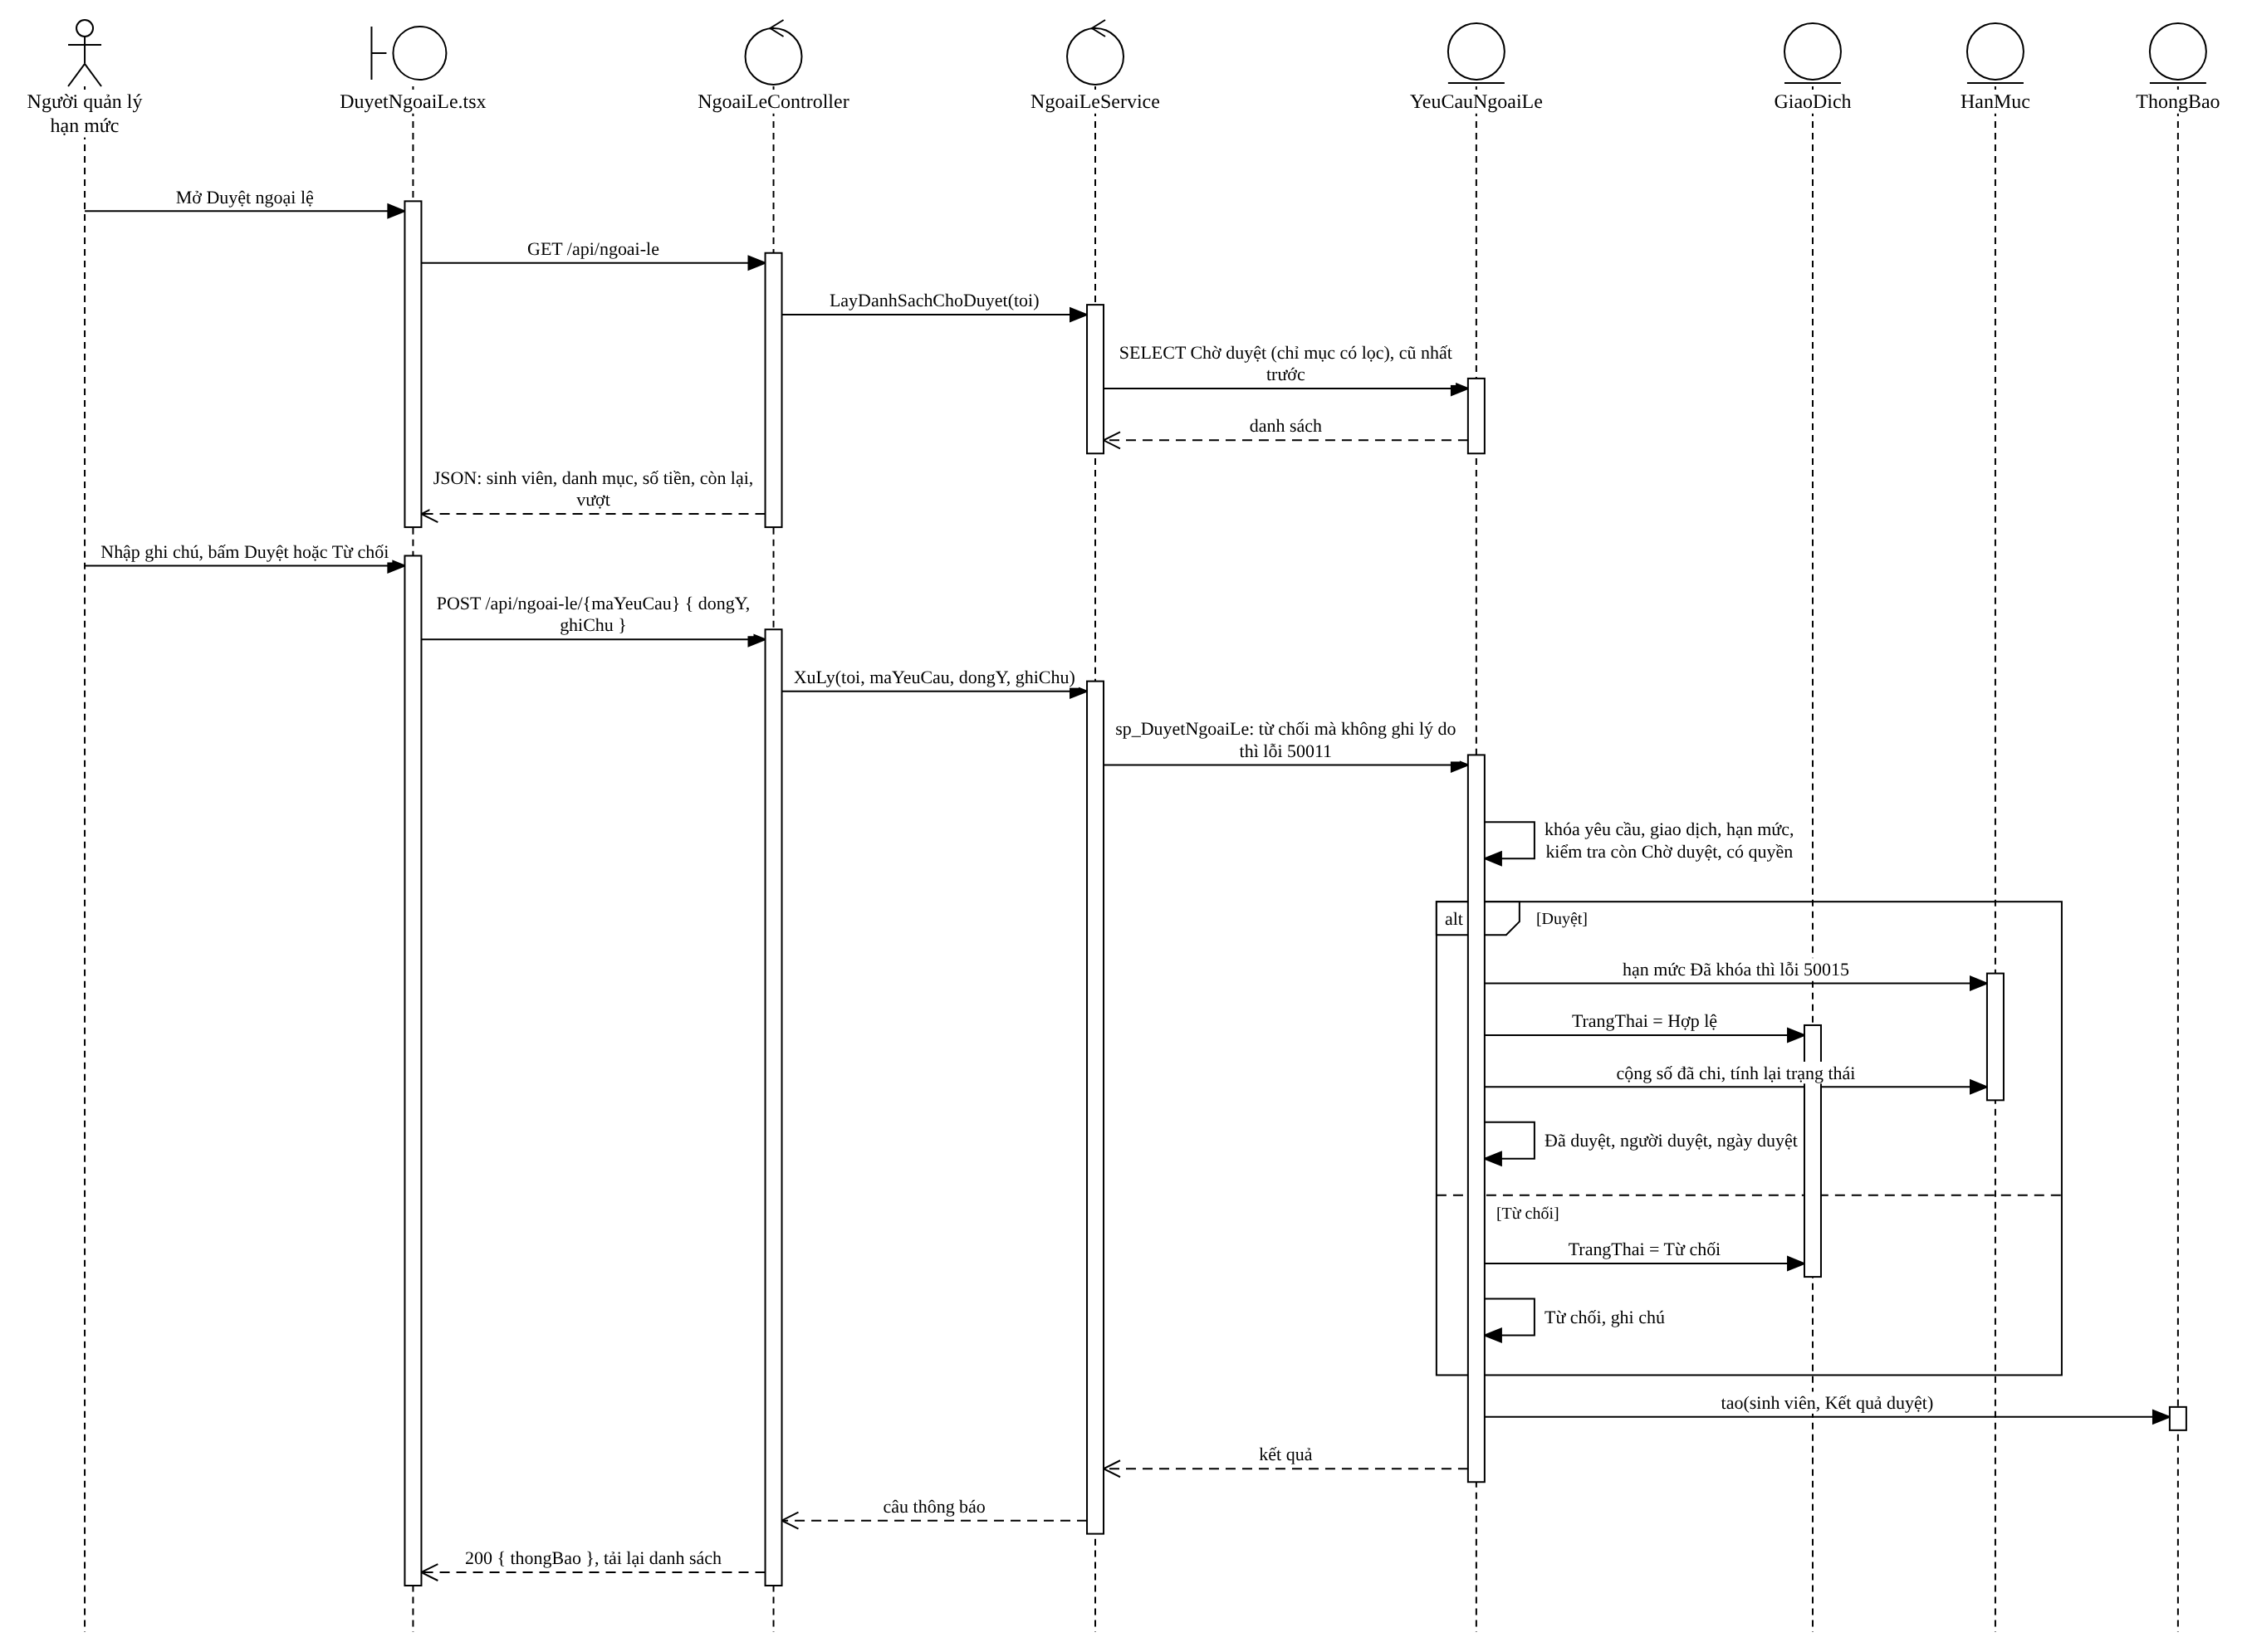 Người quản lý
hạn mức
DuyetNgoaiLe.tsx
NgoaiLeController
NgoaiLeService
YeuCauNgoaiLe
GiaoDich
HanMuc
ThongBao
Mở Duyệt ngoại lệ
GET /api/ngoai-le
LayDanhSachChoDuyet(toi)
SELECT Chờ duyệt (chỉ mục có lọc), cũ nhất
trước
danh sách
JSON: sinh viên, danh mục, số tiền, còn lại,
vượt
Nhập ghi chú, bấm Duyệt hoặc Từ chối
POST /api/ngoai-le/{maYeuCau} { dongY,
ghiChu }
XuLy(toi, maYeuCau, dongY, ghiChu)
sp_DuyetNgoaiLe: từ chối mà không ghi lý do
thì lỗi 50011
khóa yêu cầu, giao dịch, hạn mức,
kiểm tra còn Chờ duyệt, có quyền
alt
[Duyệt]
hạn mức Đã khóa thì lỗi 50015
TrangThai = Hợp lệ
cộng số đã chi, tính lại trạng thái
Đã duyệt, người duyệt, ngày duyệt
[Từ chối]
TrangThai = Từ chối
Từ chối, ghi chú
tao(sinh viên, Kết quả duyệt)
kết quả
câu thông báo
200 { thongBao }, tải lại danh sách